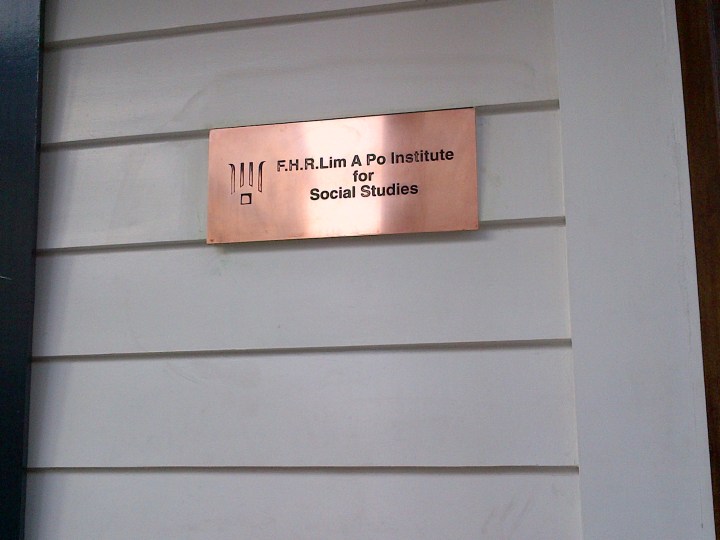 F.H.R.Lim A Po Institute
for
Social Studies